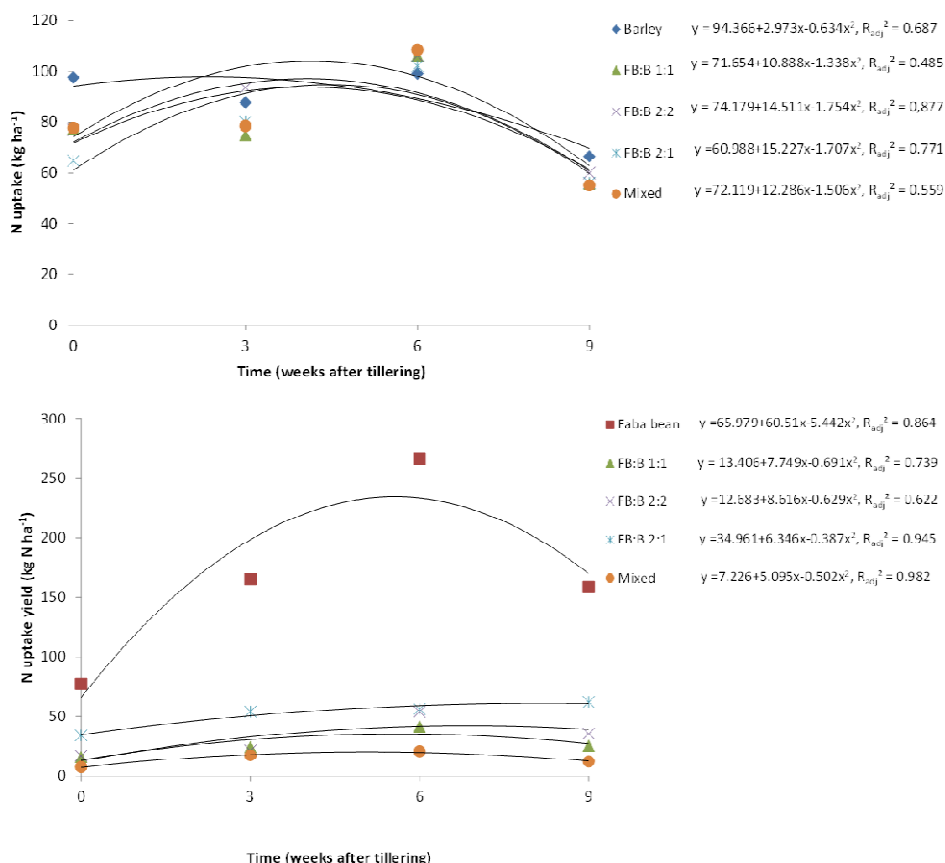 120
100
80
60
40
20
0
N uptake (kg ha⁻¹)
0 3 6 9
Time (weeks after tillering)
Barley y = 94.366+2.973x-0.634x², Radj² = 0.687
FB:B 1:1 y = 71.654+10.888x-1.338x², Radj² = 0.485
FB:B 2:2 y = 74.179+14.511x-1.754x², Radj² = 0,877
FB:B 2:1 y =60.988+15.227x-1.707x², Radj² = 0.771
Mixed y = 72.119+12.286x-1.506x², Radj² = 0.559
300
250
200
150
100
50
0
N uptake yield (kg N ha⁻¹)
0 3 6 9
Time (weeks after tillering)
Faba bean y =65.979+60.51x-5.442x², Radj² = 0.864
FB:B 1:1 y = 13.406+7.749x-0.691x², Radj² = 0.739
FB:B 2:2 y =12.683+8.616x-0.629x², Radj² = 0.622
FB:B 2:1 y =34.961+6.346x-0.387x², Radj² = 0.945
Mixed y =7.226+5.095x-0.502x², Radj² = 0.982